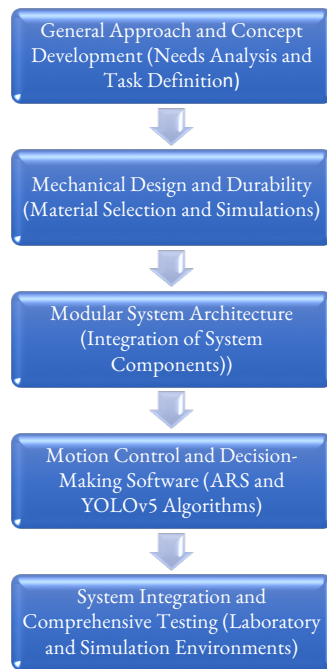 General Approach and Concept
Development (Needs Analysis and
Task Definition)
Mechanical Design and Durability
(Material Selection and Simulations)
Modular System Architecture
(Integration of System
Components))
Motion Control and Decision-
Making Software (ARS and
YOLOv5 Algorithms)
System Integration and
Comprehensive Testing (Laboratory
and Simulation Environments)